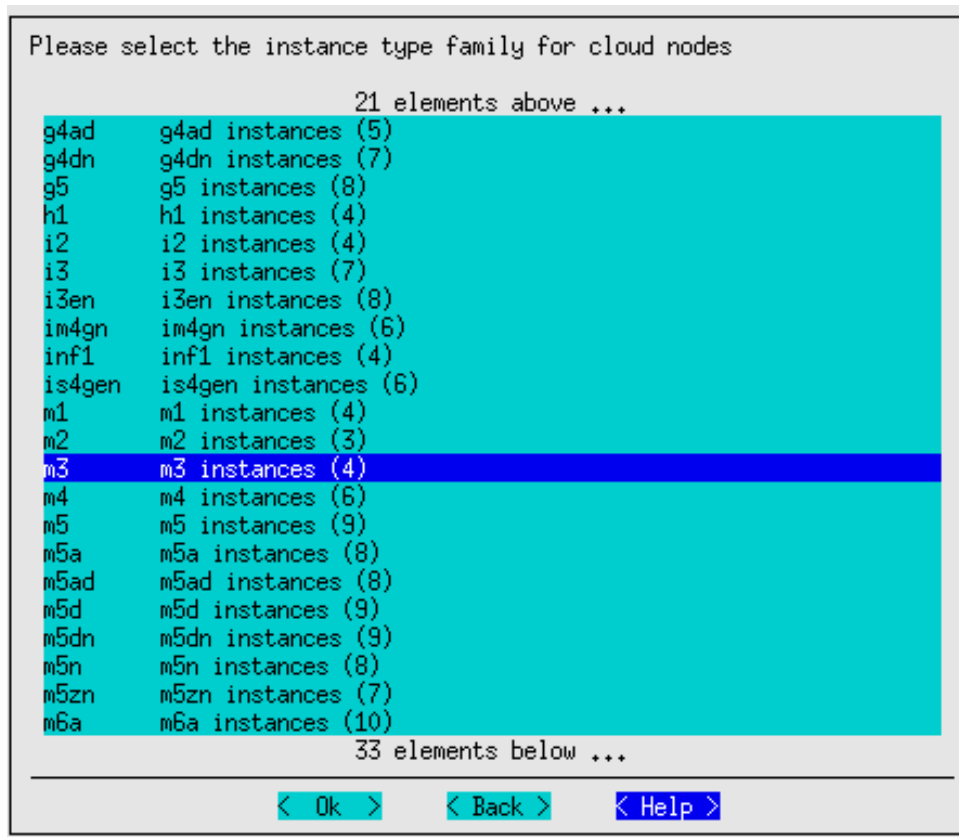 Please select the instance type family for cloud nodes
21 elements above ...
g4ad g4ad instances (5)
g4dn g4dn instances (7)
g5 g5 instances (8)
h1 h1 instances (4)
i2 i2 instances (4)
i3 i3 instances (7)
i3en i3en instances (8)
im4gn im4gn instances (6)
inf1 inf1 instances (4)
is4gen is4gen instances (6)
m1 m1 instances (4)
m2 m2 instances (3)
m3 m3 instances (4)
m4 m4 instances (6)
m5 m5 instances (9)
m5a m5a instances (8)
m5ad m5ad instances (8)
m5d m5d instances (9)
m5dn m5dn instances (9)
m5n m5n instances (8)
m5zn m5zn instances (7)
m6a m6a instances (10)
33 elements below ...
< Ok > < Back > < Help >